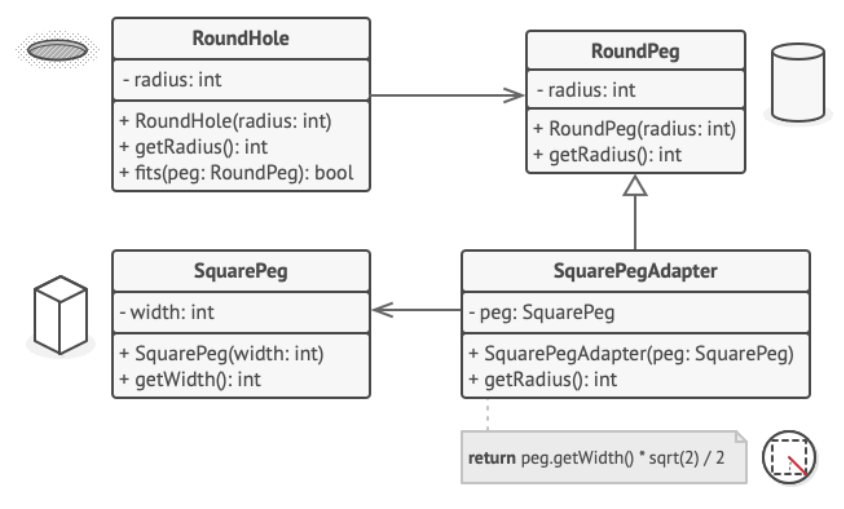 RoundHole
- radius: int
+ RoundHole(radius: int)
+ getRadius(): int
+ fits(peg: RoundPeg): bool
RoundPeg
- radius: int
+ RoundPeg(radius: int)
+ getRadius(): int
SquarePeg
- width: int
+ SquarePeg(width: int)
+ getWidth(): int
SquarePegAdapter
- peg: SquarePeg
+ SquarePegAdapter(peg: SquarePeg)
+ getRadius(): int
return peg.getWidth() * sqrt(2) / 2